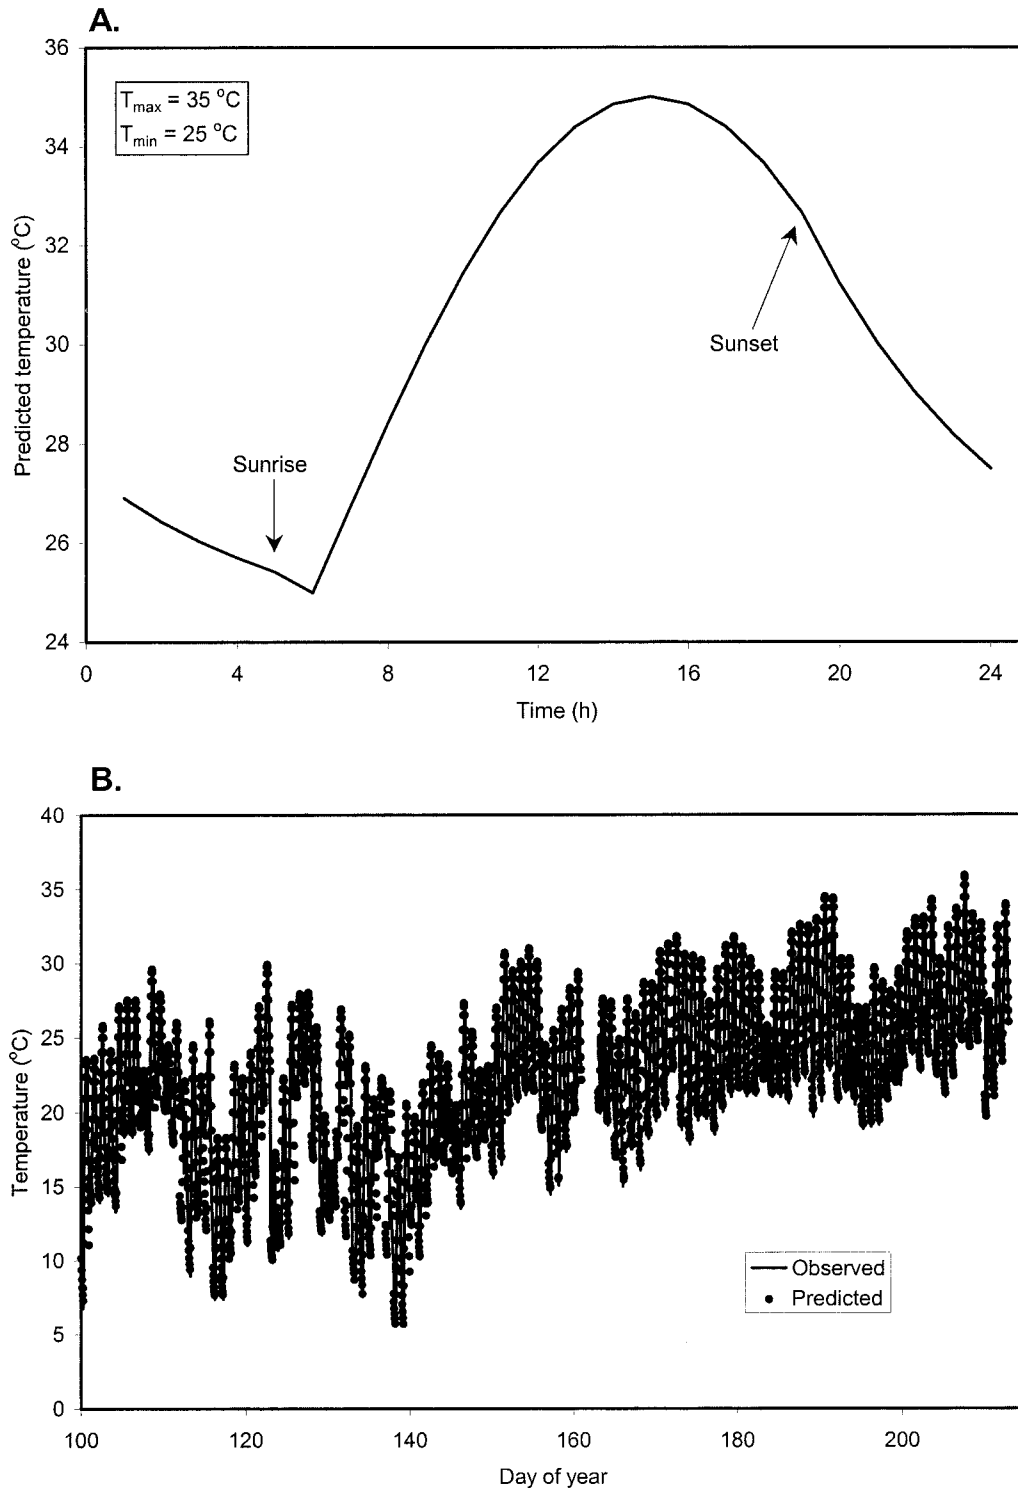 A.
36
34
32
30
28
26
24
Predicted temperature (°C)
T max = 35 °C
T min = 25 °C
Sunrise
Sunset
0 4 8 12 16 20 24
Time (h)
B.
40
35
30
25
20
15
10
5
0
Temperature (°C)
Observed
Predicted
100 120 140 160 180 200
Day of year